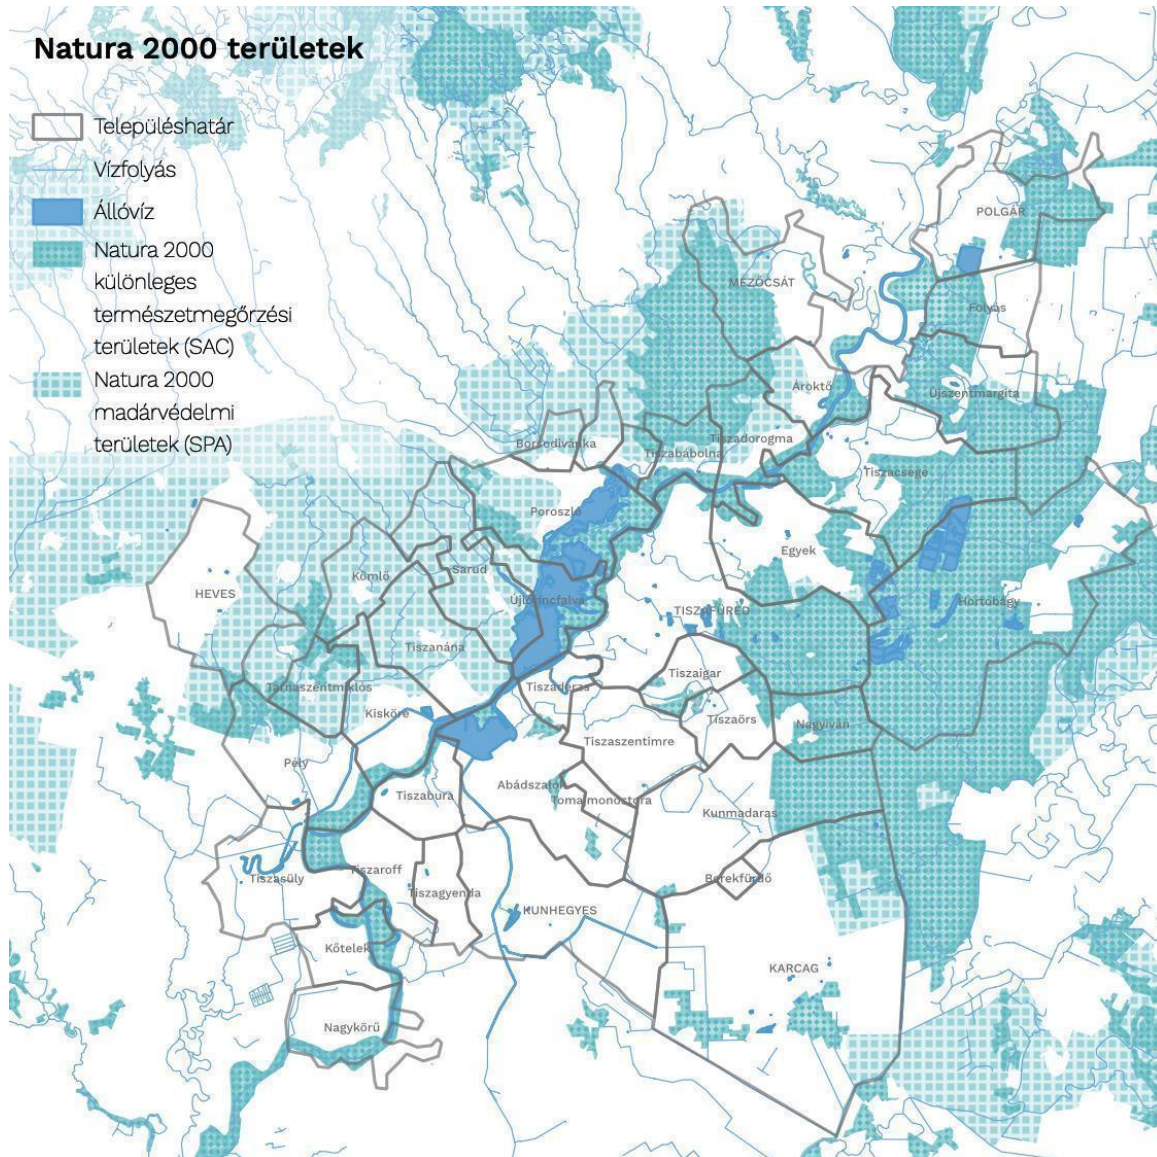 Natura 2000 területek
Településhatár
Vízfolyás
Állóvíz
Natura 2000
különleges
természetmegőrzési
területek (SAC)
Natura 2000
madárvédelmi
területek (SPA)
POLGÁR
MEZŐCSÁT
Folyás
Ároktő
Újszentmargita
Borsodivánka
Tiszadorogma
Tiszabábolna
Tiszacsege
Poroszló
Egyek
Sarud
Kömlő
HEVES
Újlőrincfalva
Hortobágy
TISZAFÜRED
Tiszanána
Tiszaigar
Tarnaszentmiklós
Tiszaderzs
Kisköre
Tiszaörs
Nagyiván
Tiszaszentimre
Pély
Abádszalók
Tiszabura
Tomajmonostora
Kunmadaras
Tiszaroff
Tiszasüly
Berekfürdő
Tiszagyenda
KUNHEGYES
Kőtelek
KARCAG
Nagykörű